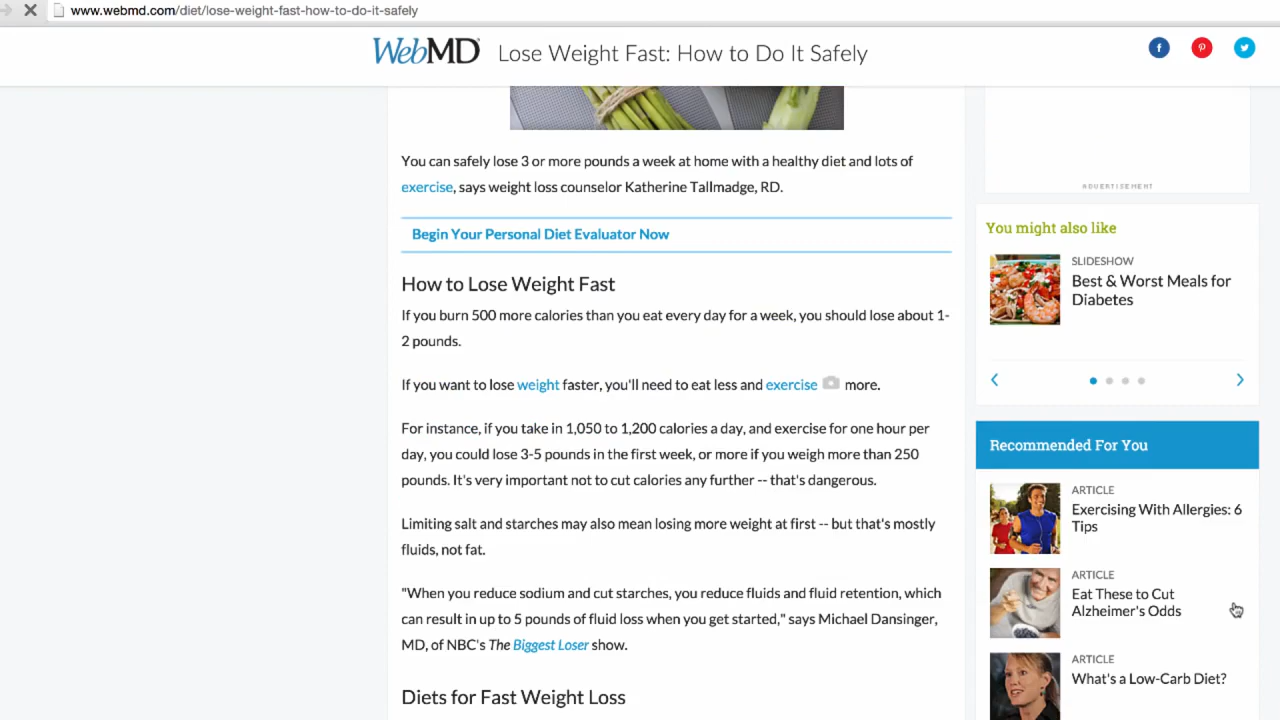 www.webmd.com/diet/lose-weight-fast-how-to-do-it-safely
WebMD Lose Weight Fast: How to Do It Safely
You can safely lose 3 or more pounds a week at home with a healthy diet and lots of
exercise, says weight loss counselor Katherine Tallmadge, RD.
Begin Your Personal Diet Evaluator Now
How to Lose Weight Fast
If you burn 500 more calories than you eat every day for a week, you should lose about 1-
2 pounds.
If you want to lose weight faster, you'll need to eat less and exercise more.
For instance, if you take in 1,050 to 1,200 calories a day, and exercise for one hour per
day, you could lose 3-5 pounds in the first week, or more if you weigh more than 250
pounds. It's very important not to cut calories any further -- that's dangerous.
Limiting salt and starches may also mean losing more weight at first -- but that's mostly
fluids, not fat.
"When you reduce sodium and cut starches, you reduce fluids and fluid retention, which
can result in up to 5 pounds of fluid loss when you get started," says Michael Dansinger,
MD, of NBC's The Biggest Loser show.
Diets for Fast Weight Loss
ADVERTISEMENT
You might also like
SLIDESHOW
Best & Worst Meals for
Diabetes
Recommended For You
ARTICLE
Exercising With Allergies: 6
Tips
ARTICLE
Eat These to Cut
Alzheimer's Odds
ARTICLE
What's a Low-Carb Diet?